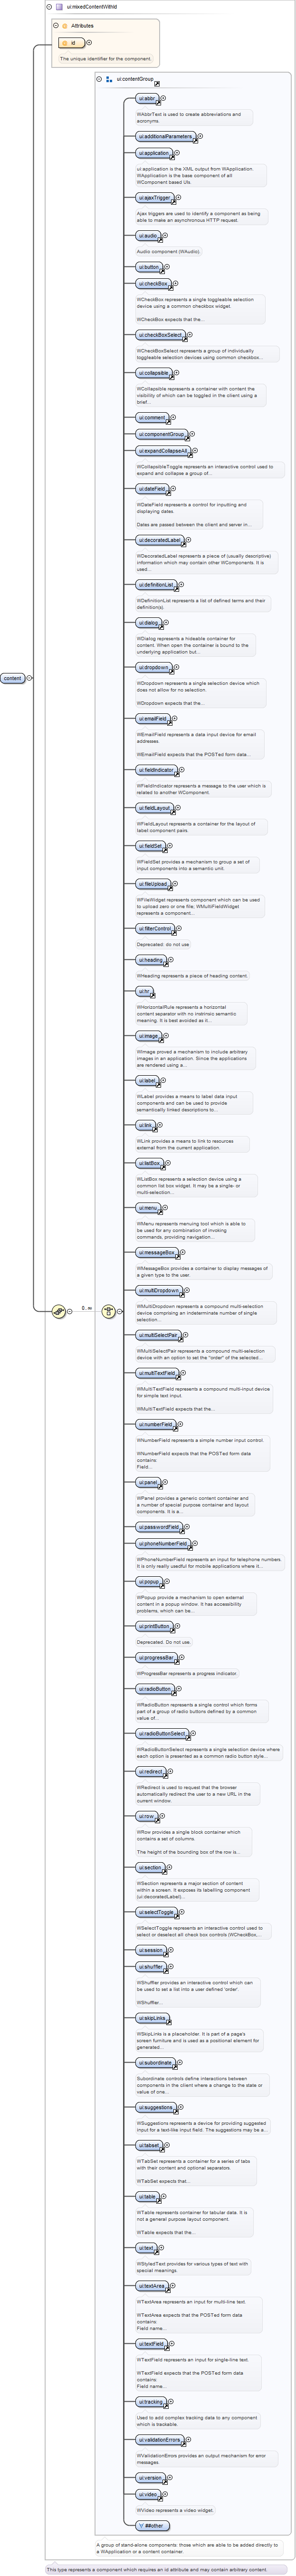 ui:mixedContentWithId
Attributes
id
The unique identifier for the component.
ui:contentGroup
ui:abbr
WAbbrText is used to create abbreviations and
acronyms.
ui:additionalParameters
ui:application
ui:application is the XML output from WApplication.
WApplication is the base component of all
WComponent based UIs.
ui:ajaxTrigger
Ajax triggers are used to identify a component as being
able to make an asynchronous HTTP request.
ui:audio
Audio component (WAudio).
ui:button
ui:checkBox
WCheckBox represents a single toggleable selection
device using a common checkbox widget.
WCheckBox expects that the...
ui:checkBoxSelect
WCheckBoxSelect represents a group of individually
toggleable selection devices using common checkbox...
ui:collapsible
WCollapsible represents a container with content the
visibility of which can be toggled in the client using a
brief...
ui:comment
ui:componentGroup
ui:expandCollapseAll
WCollapsibleToggle represents an interactive control used to
expand and collapse a group of...
ui:dateField
WDateField represents a control for inputting and
displaying dates.
Dates are passed between the client and server in...
ui:decoratedLabel
WDecoratedLabel represents a piece of (usually descriptive)
information which may contain other WComponents. It is
used...
ui:definitionList
WDefinitionList represents a list of defined terms and their
definition(s).
ui:dialog
WDialog represents a hideable container for
content. When open the container is bound to the
underlying application but...
ui:dropdown
WDropdown represents a single selection device which
does not allow for no selection.
WDropdown expects that the...
ui:emailField
WEmailField represents a data input device for email
addresses.
WEmailField expects that the POSTed form data...
ui:fieldIndicator
WFieldIndicator represents a message to the user which is
related to another WComponent.
ui:fieldLayout
WFieldLayout represents a container for the layout of
label:component pairs.
ui:fieldSet
WFieldSet provides a mechanism to group a set of
input components into a semantic unit.
ui:fileUpload
WFileWidget represents component which can be used
to upload zero or one file; WMultiFileWidget
represents a component...
ui:filterControl
Deprecated: do not use.
ui:heading
WHeading represents a piece of heading content.
ui:hr
WHorizontalRule represents a horizontal
content separator with no instrinsic semantic
meaning. It is best avoided as it...
ui:image
WImage proved a mechanism to include arbitrary
images in an application. Since the applications
are rendered using a...
ui:label
WLabel provides a means to label data input
components and can be used to provide
semantically linked descriptions to...
ui:link
WLink provides a means to link to resources
external from the current application.
ui:listBox
WListBox represents a selection device using a
common list box widget. It may be a single- or
multi-selection...
ui:menu
WMenu represents menuing tool which is able to
be used for any combination of invoking
commands, providing navigation...
ui:messageBox
WMessageBox provides a container to display messages of
a given type to the user.
content
0..∞
ui:multiDropdown
WMultiDropdown represents a compound multi-selection
device comprising an indeterminate number of single
selection...
ui:multiSelectPair
WMultiSelectPair represents a compound multi-selection
device with an option to set the "order" of the selected...
ui:multiTextField
WMultiTextField represents a compound multi-input device
for simple text input.
WMultiTextField expects that the...
ui:numberField
WNumberField represents a simple number input control.
WNumberField expects that the POSTed form data
contains:
Field...
ui:panel
WPanel provides a generic content container and
a number of special purpose container and layout
components. It is a...
ui:passwordField
ui:phoneNumberField
WPhoneNumberField represents an input for telephone numbers.
It is only really usedful for mobile applications where it...
ui:popup
WPopup provide a mechanism to open external
content in a popup window. It has accessibility
problems, which can be...
ui:printButton
Deprecated. Do not use.
ui:progressBar
WProgressBar represents a progress indicator.
ui:radioButton
WRadioButton represents a single control which forms
part of a group of radio buttons defined by a common
value of...
ui:radioButtonSelect
WRadioButtonSelect represents a single selection device where
each option is presented as a common radio button style...
ui:redirect
WRedirect is used to request that the browser
automatically redirect the user to a new URL in the
current window.
ui:row
WRow provides a single block container which
contains a set of columns.
The height of the bounding box of the row is...
ui:section
WSection represents a major section of content
within a screen. It exposes its labelling component
(ui:decoratedLabel)...
ui:selectToggle
WSelectToggle represents an interactive control used to
select or deselect all check box controls (WCheckBox,...
ui:session
ui:shuffler
WShuffler provides an interactive control which can
be used to set a list into a user defined 'order'.
WShuffler...
ui:skipLinks
WSkipLinks is a placeholder. It is part of a page's
screen furniture and is used as a positional element for
generated...
ui:subordinate
Subordinate controls define interactions between
components in the client where a change to the state or
value of one...
ui:suggestions
WSuggestions represents a device for providing suggested
input for a text-like input field. The suggestions may be a...
ui:tabset
WTabSet represents a container for a series of tabs
with their content and optional separators.
WTabSet expects that...
ui:table
WTable represents container for tabular data. It is
not a general purpose layout component
WTable expects that the...
ui:text
WStyledText provides for various types of text with
special meanings
ui:textArea
WTextArea represents an input for multi-line text.
WTextArea expects that the POSTed form data
contains:
Field name...
ui:textField
WTextField represents an input for single-line text.
WTextField expects that the POSTed form data
contains:
Field name...
ui:tracking
Used to add complex tracking data to any component
which is trackable.
ui:validationErrors
WValidationErrors provides an output mechanism for error
messages.
ui:version
ui:video
WVideo represents a video widget.
##other
A group of stand-alone components: those which are able to be added directly to
a WApplication or a content container.
This type represents a component which requires an id attribute and may contain arbitrary content.